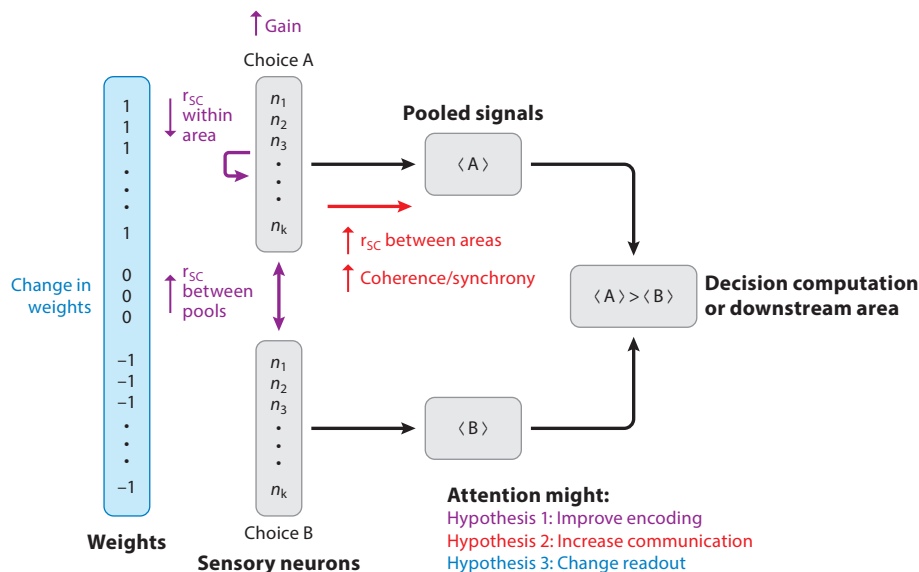 ↑ Gain
Choice A
1
1
1
.
.
.
1
0
0
0
–1
–1
–1
.
.
.
–1
Weights
Change in
weights
↓ rSC
within
area
↑ rSC
between
pools
n1
n2
n3
.
.
.
nk
n1
n2
n3
.
.
.
nk
Choice B
Sensory neurons
Pooled signals
⟨A⟩
↑ rSC between areas
↑ Coherence/synchrony
⟨B⟩
⟨A⟩ > ⟨B⟩
Decision computation
or downstream area
Attention might:
Hypothesis 1: Improve encoding
Hypothesis 2: Increase communication
Hypothesis 3: Change readout